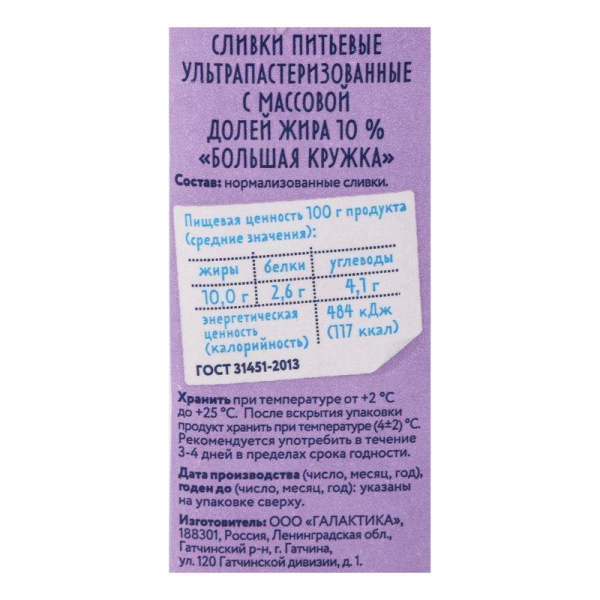 СЛИВКИ ПИТЬЕВЫЕ
УЛЬТРАПАСТЕРИЗОВАННЫЕ
С МАССОВОЙ
ДОЛЕЙ ЖИРА 10 %
«БОЛЬШАЯ КРУЖКА»
Состав: нормализованные сливки.
Пищевая ценность 100 г продукта
(средние значения):
жиры белки углеводы
10,0 г 2,6 г 4,1 г
энергетическая
ценность
(калорийность)
484 кДж
(117 ккал)
ГОСТ 31451-2013
Хранить при температуре от +2 °С
до +25 °С. После вскрытия упаковки
продукт хранить при температуре (4±2) °С.
Рекомендуется употребить в течение
3-4 дней в пределах срока годности.
Дата производства (число, месяц, год),
годен до (число, месяц, год): указаны
на упаковке сверху.
Изготовитель: ООО «ГАЛАКТИКА»,
188301, Россия, Ленинградская обл.,
Гатчинский р-н, г. Гатчина,
ул. 120 Гатчинской дивизии, д. 1.